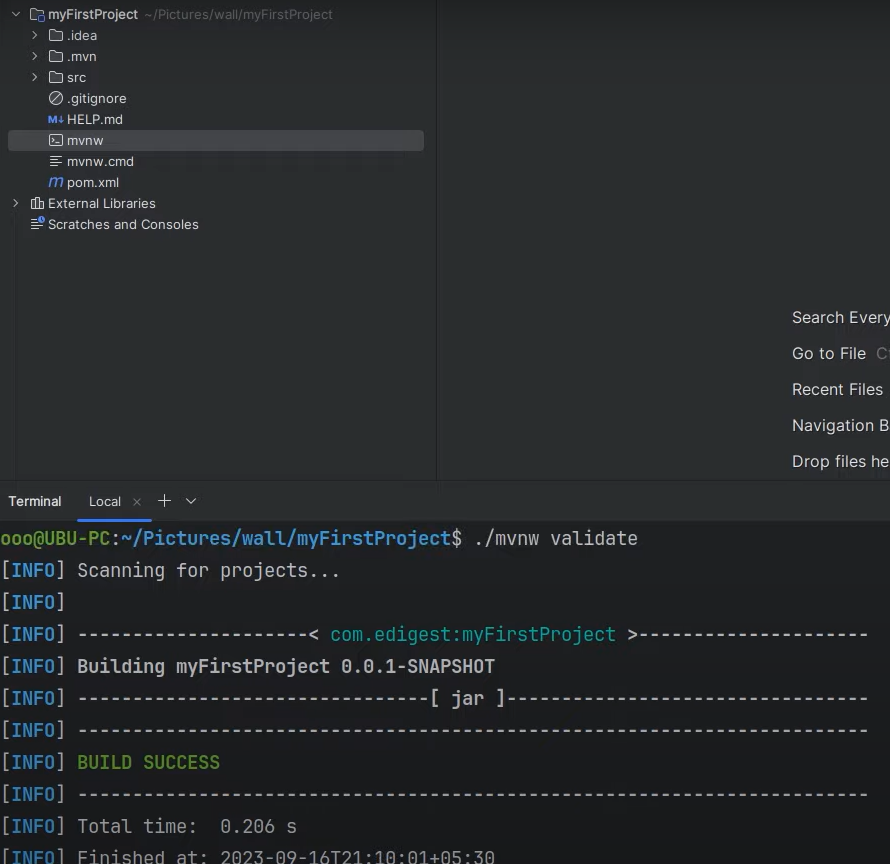 myFirstProject ~/Pictures/wall/myFirstProject
.idea
.mvn
src
.gitignore
M↓ HELP.md
mvnw
mvnw.cmd
m pom.xml
External Libraries
Scratches and Consoles
Search Every
Go to File C
Recent Files
Navigation B
Drop files he
Terminal Local
ooo@UBU-PC:~/Pictures/wall/myFirstProject$ ./mvnw validate
[INFO] Scanning for projects...
[INFO]
[INFO] ---------------------< com.edigest:myFirstProject >---------------------
[INFO] Building myFirstProject 0.0.1-SNAPSHOT
[INFO] --------------------------------[ jar ]---------------------------------
[INFO] ------------------------------------------------------------------------
[INFO] BUILD SUCCESS
[INFO] ------------------------------------------------------------------------
[INFO] Total time:  0.206 s
[INFO] Finished at: 2023-09-16T21:10:01+05:30